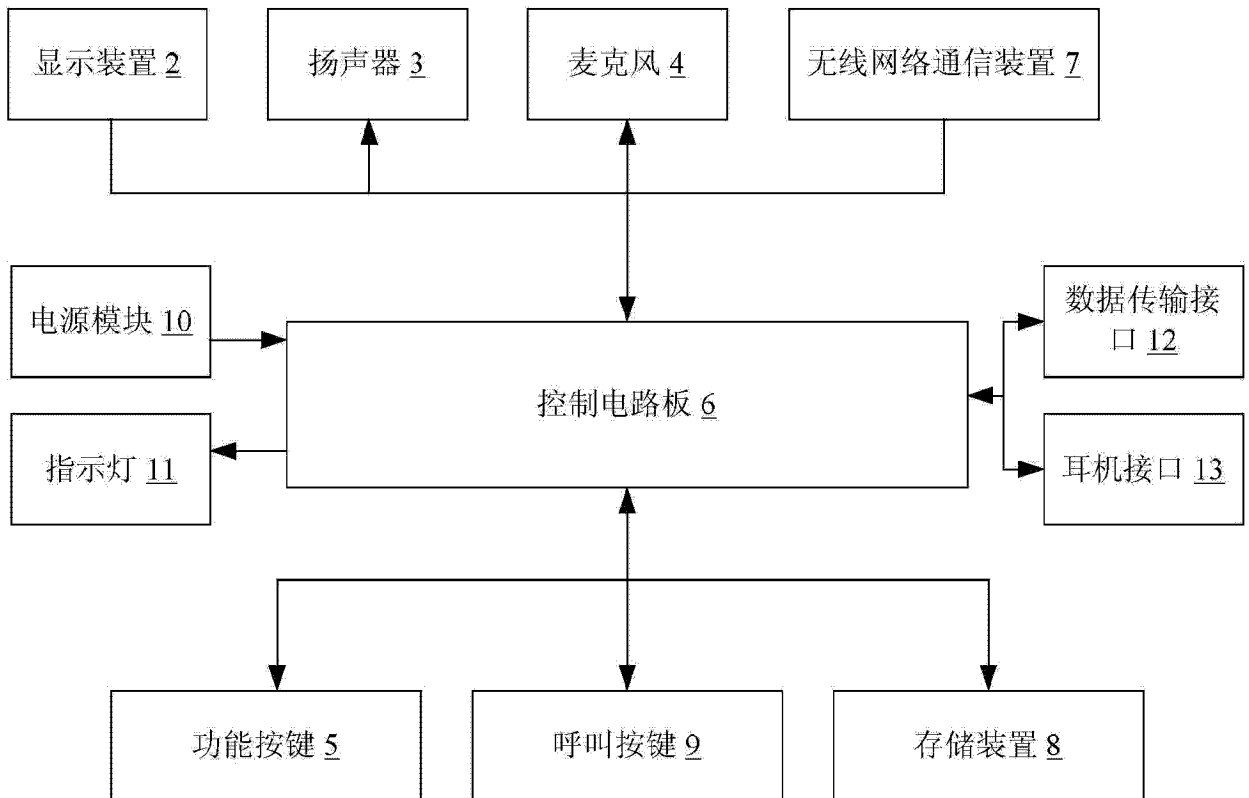 显示装置 2
扬声器 3
麦克风 4
无线网络通信装置 7
电源模块 10
数据传输接
口 12
控制电路板 6
指示灯 11
耳机接口 13
功能按键 5
呼叫按键 9
存储装置 8